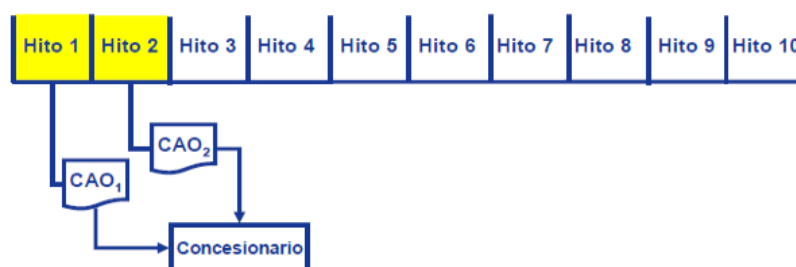 Hito 1 Hito 2 Hito 3 Hito 4 Hito 5 Hito 6 Hito 7 Hito 8 Hito 9 Hito 10
CAO₂
CAO₁
Concesionario